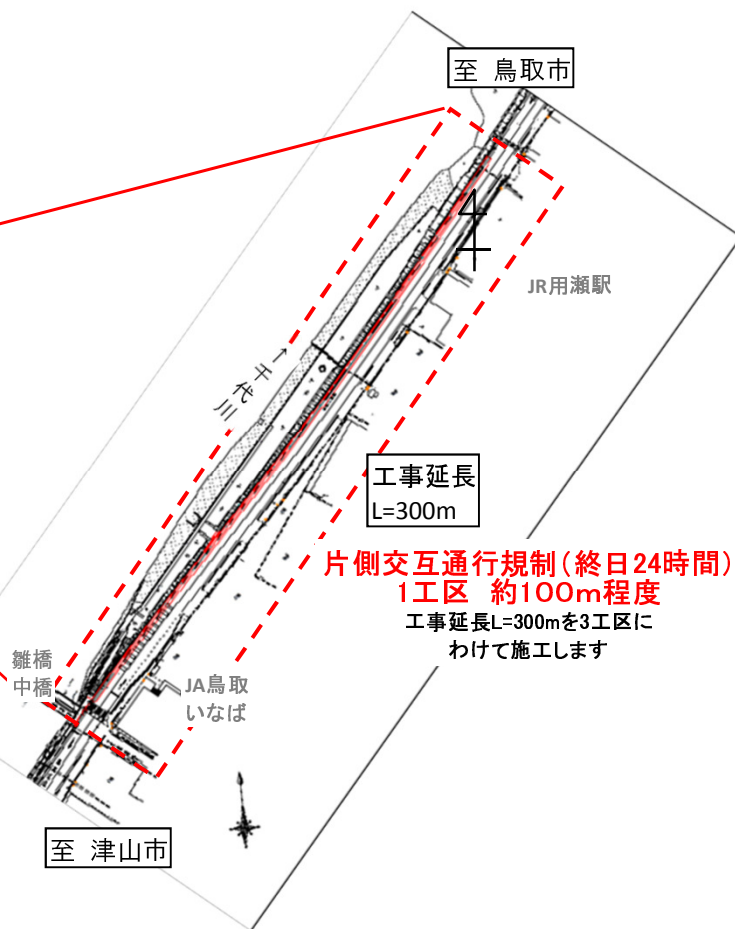 至 鳥取市
JR用瀬駅
←千代川
工事延長
L=300m
片側交互通行規制(終日24時間)
1工区 約100m程度
工事延長L=300mを3工区に
わけて施工します
雛橋
中橋
JA鳥取
いなば
至 津山市